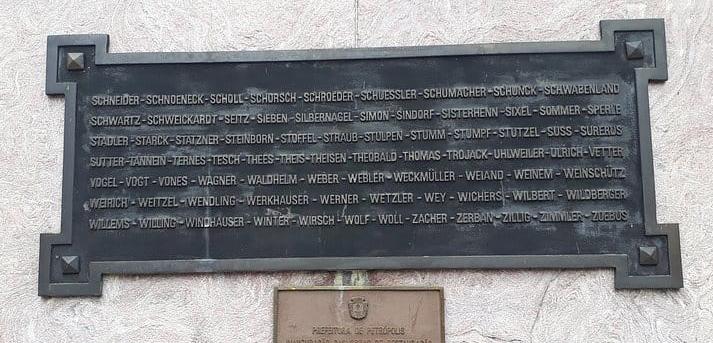 SCHNEIDER-SCHNOENECK-SCHOLL-SCHORSCH-SCHROEDER-SCHUESSLER-SCHUMACHER-SCHUNCK-SCHWABENLAND
SCHWARTZ-SCHWEICKARDT-SEITZ-SIEBEN-SILBERNAGEL-SIMON-SINDORF-SISTERHENN-SIXEL-SOMMER-SPERLE
STADLER-STARCK-STATZNER-STEINBORN-STOFFEL-STRAUB-STULPEN-STUMM-STUMPF-STUTZEL-SUSS-SURERUS
SUTTER-TANNEIN-TERNES-TESCH-THEES-THEIS-THEISEN-THEOBALD-THOMAS-TROJACK-UHLWEILER-ULRICH-VETTER
VOGEL-VOGT-VONES-WAGNER-WALDHELM-WEBER-WEBLER-WECKMÜLLER-WEIAND-WEINEM-WEINSCHÜTZ
WEIRICH-WEITZEL-WENDLING-WERKHAUSER-WERNER-WETZLER-WEY-WICHERS-WILBERT-WILDBERGER
WILLEMS-WILLING-WINDHAUSER-WINTER-WIRSCH-WOLF-WOLL-ZACHER-ZERBAN-ZILLIG-ZIMMLER-ZOEBUS
PREFEITURA DE PETRÓPOLIS